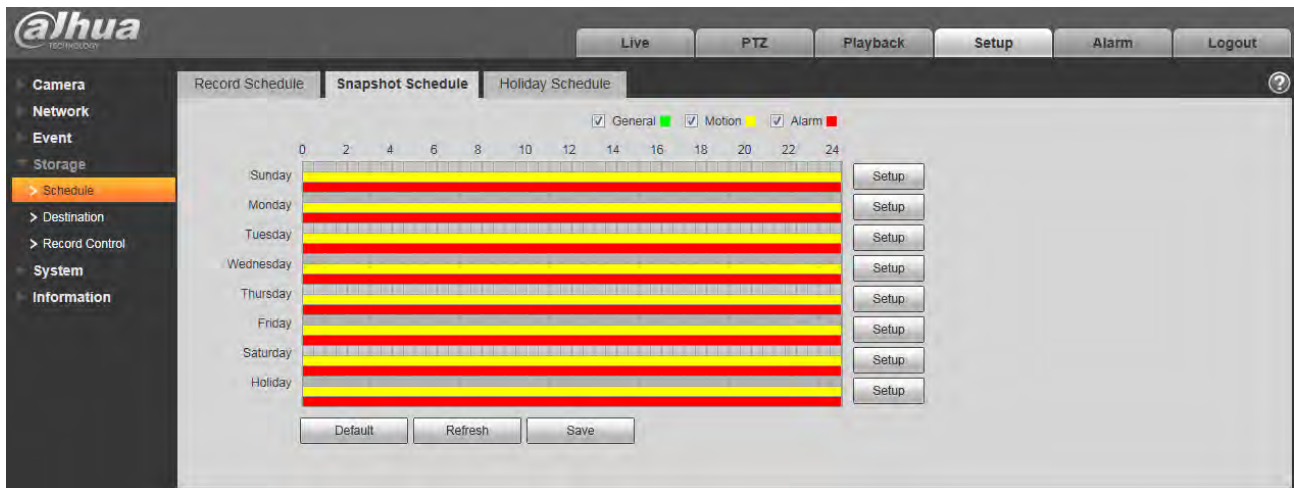 alhua
TECHNOLOGY
Live PTZ Playback Setup Alarm Logout
Camera
Network
Event
Storage
> Schedule
> Destination
> Record Control
System
Information
Record Schedule Snapshot Schedule Holiday Schedule ?
General Motion Alarm
0 2 4 6 8 10 12 14 16 18 20 22 24
Sunday Setup
Monday Setup
Tuesday Setup
Wednesday Setup
Thursday Setup
Friday Setup
Saturday Setup
Holiday Setup
Default Refresh Save